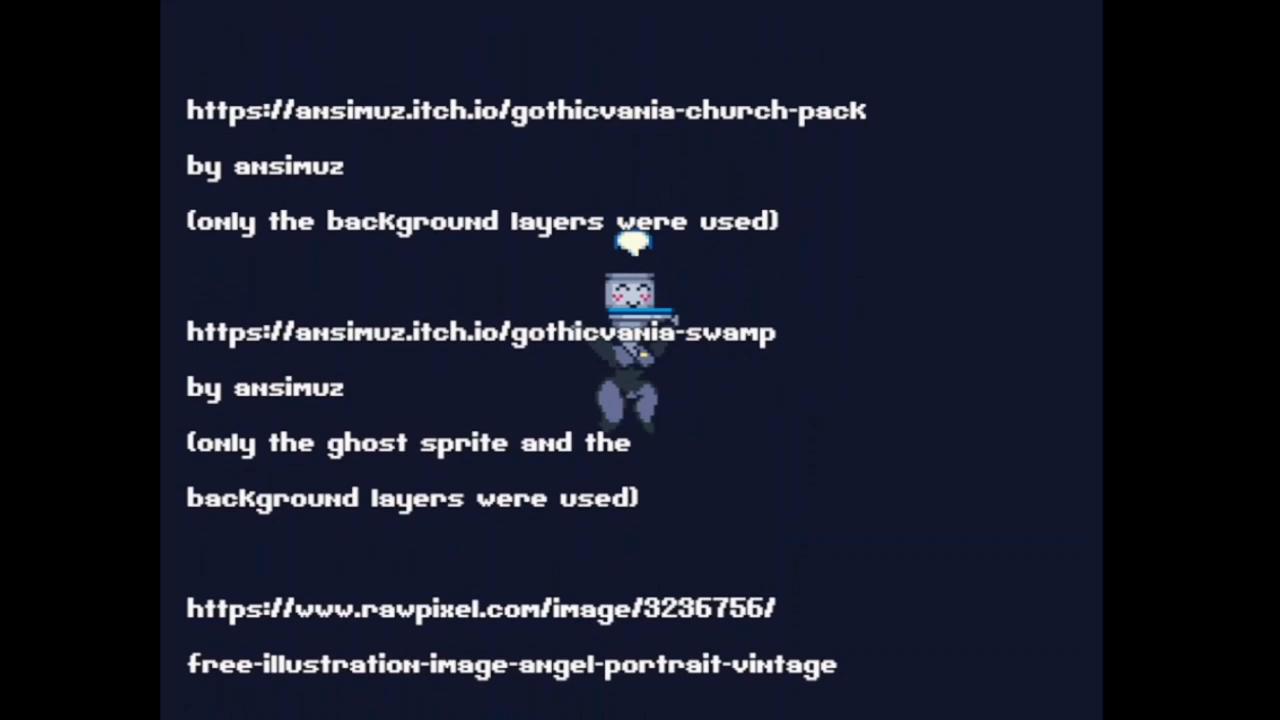 https://ansimuz.itch.io/gothicvania-church-pack
by ansimuz
(only the background layers were used)
https://ansimuz.itch.io/gothicvania-swamp
by ansimuz
(only the ghost sprite and the
background layers were used)
https://www.rawpixel.com/image/3236756/
free-illustration-image-angel-portrait-vintage